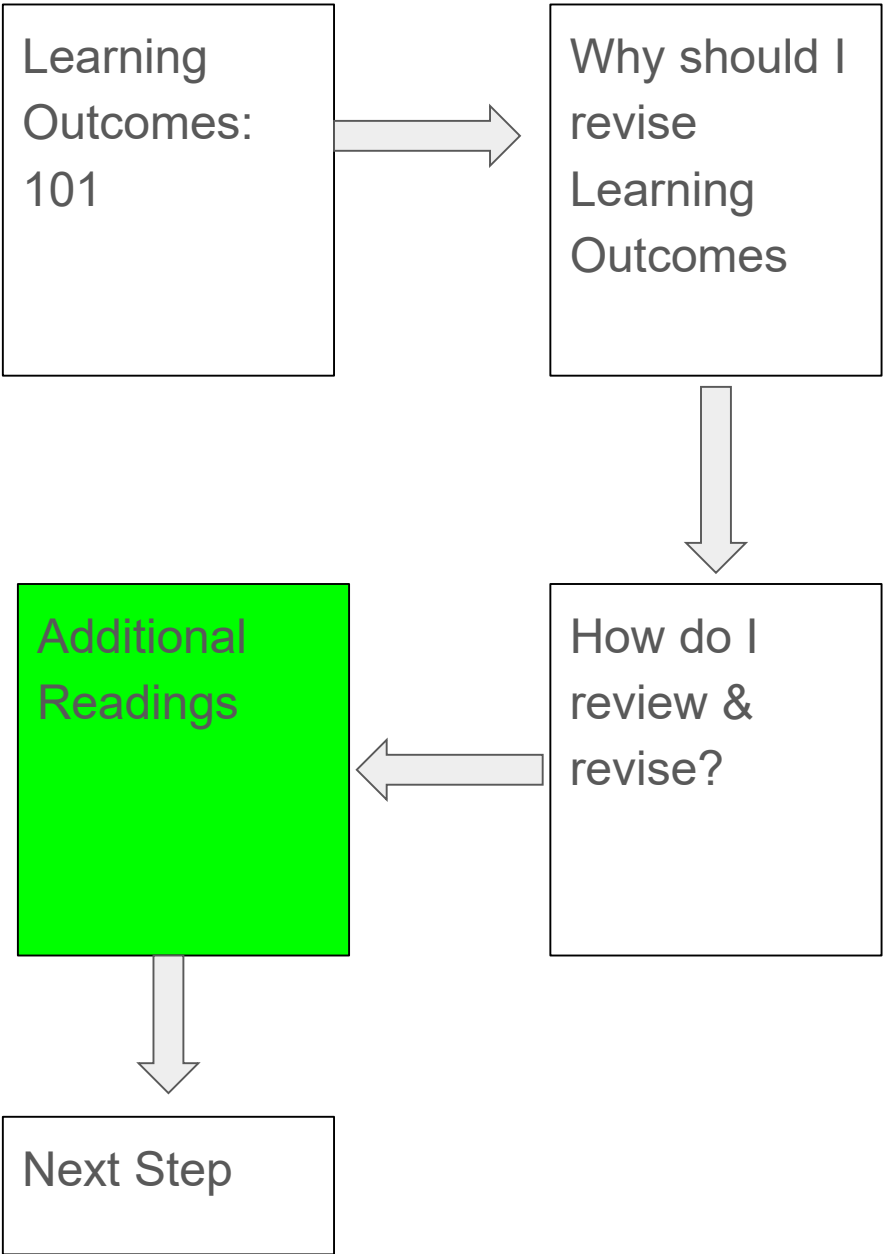 Learning
Outcomes:
101
Why should I
revise
Learning
Outcomes
How do I
review &
revise?
Additional
Readings
Next Step